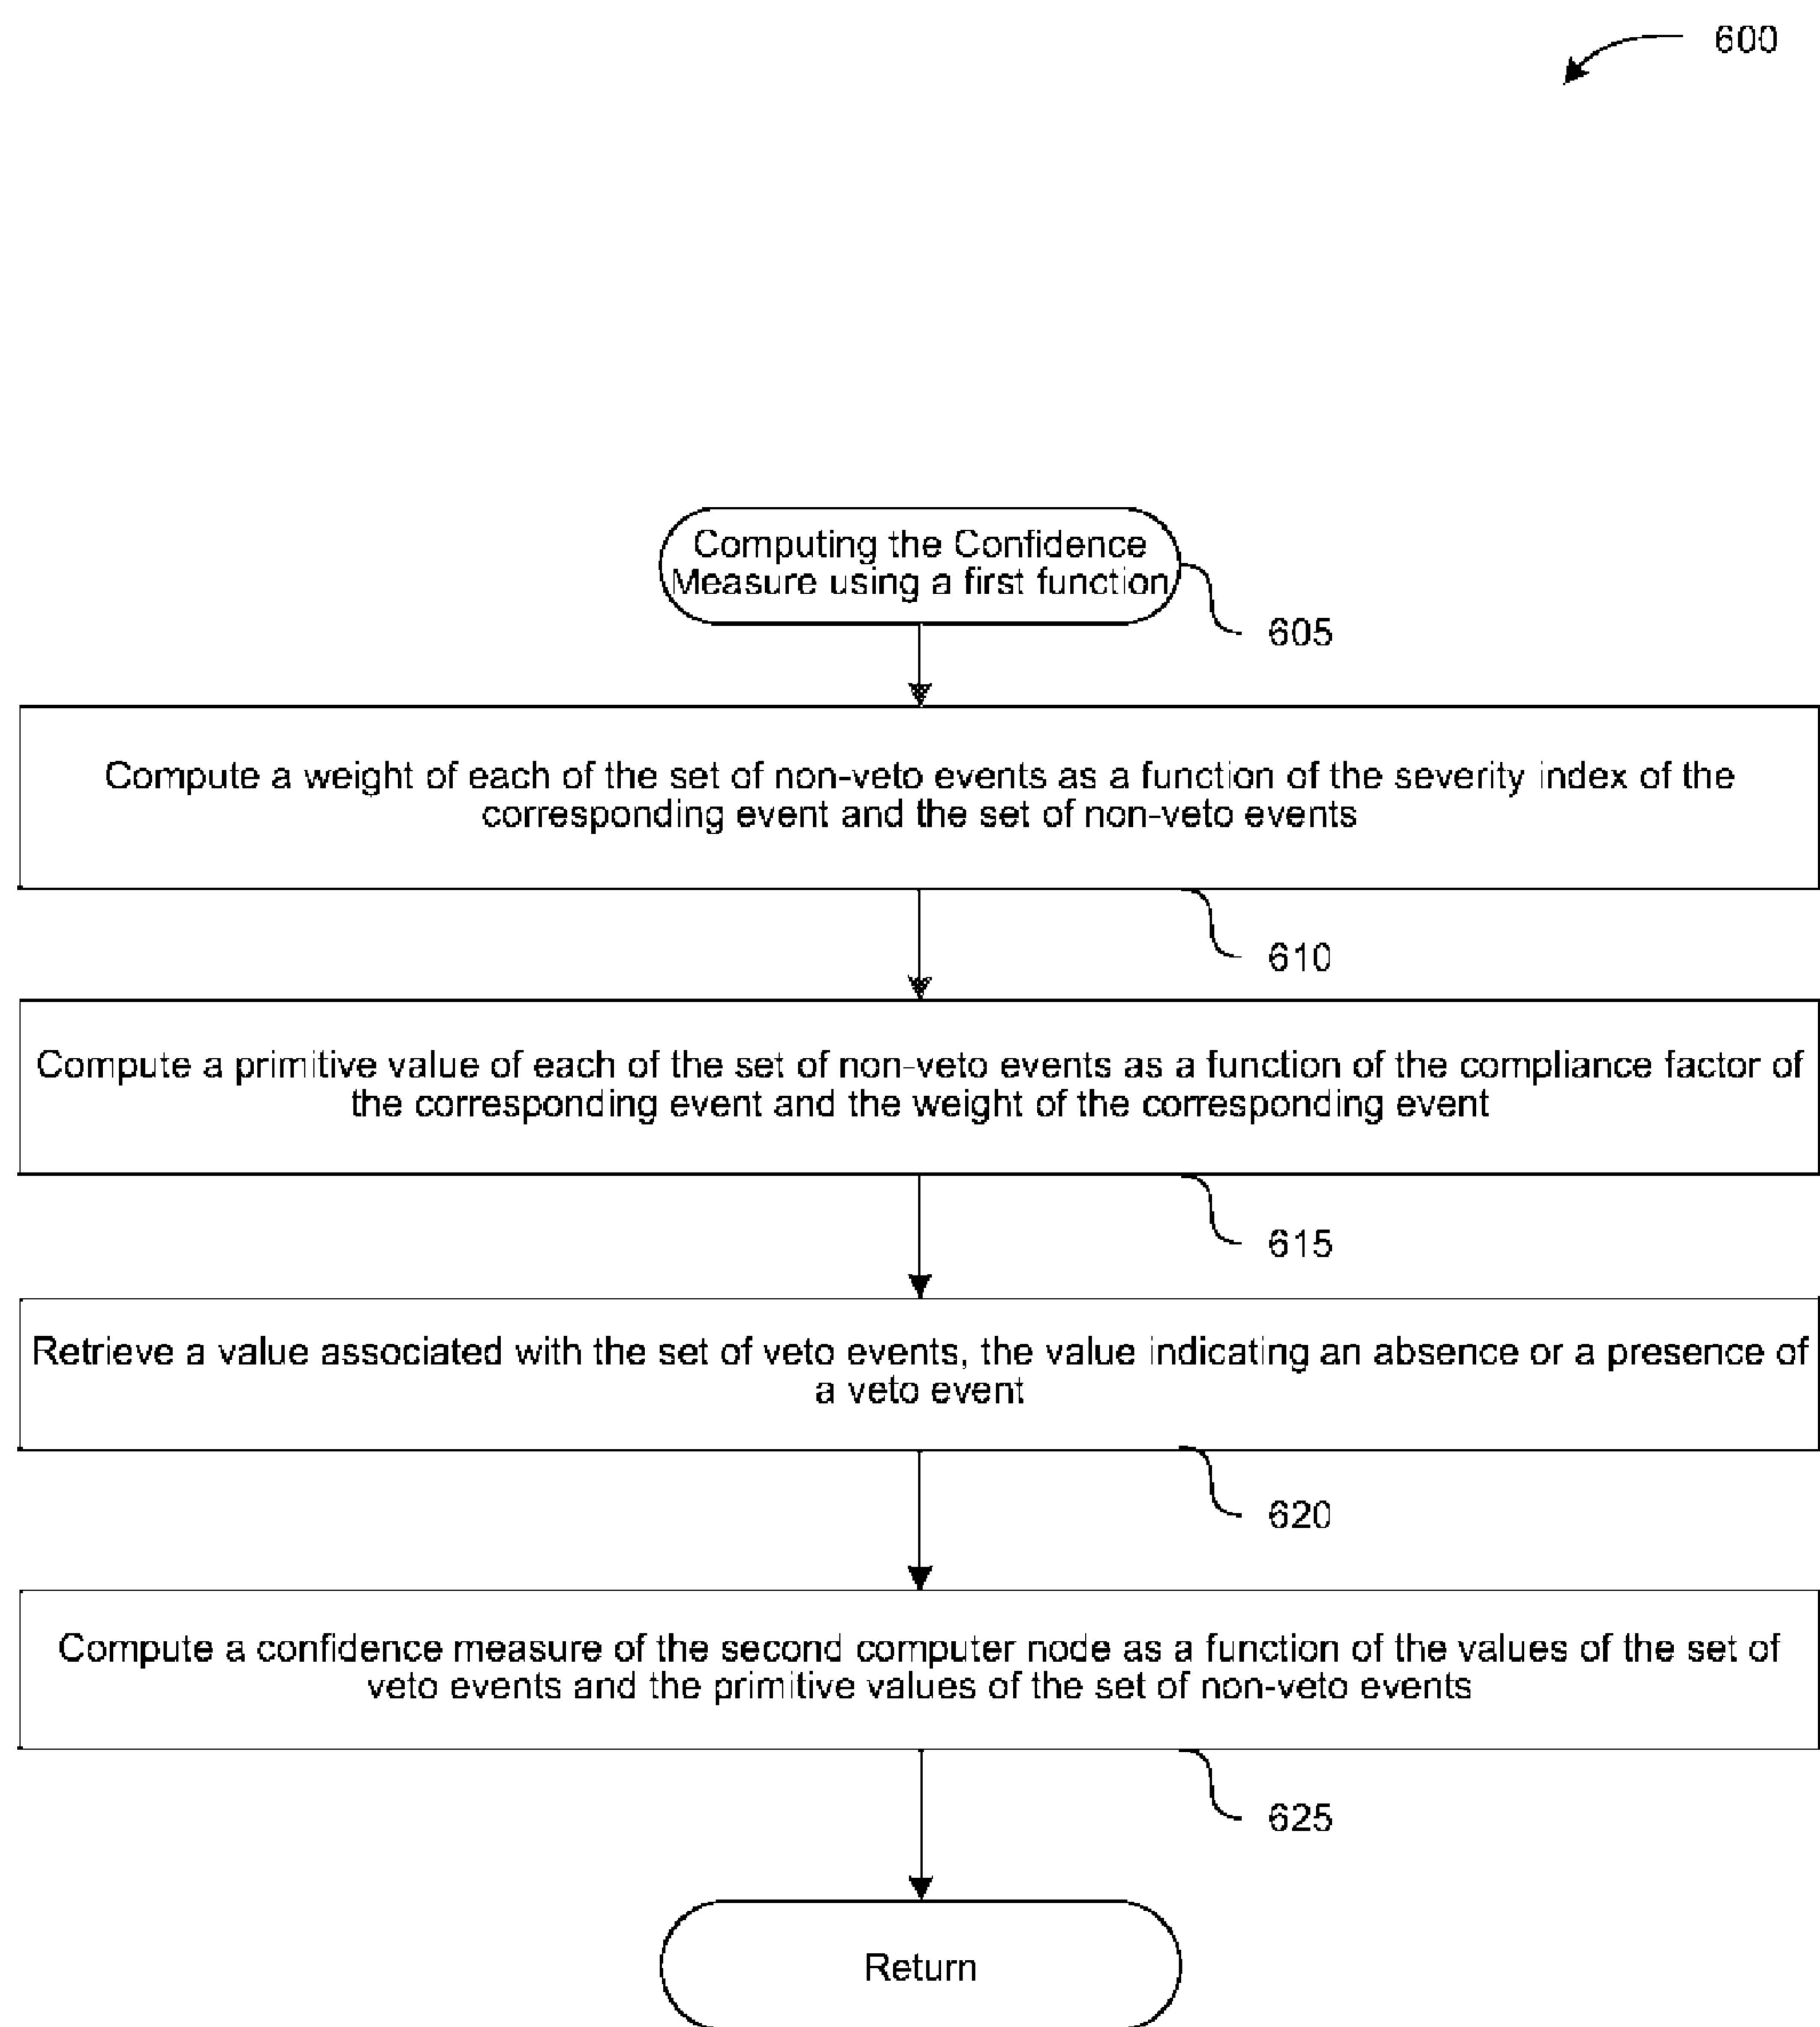 600
Computing the Confidence
Measure using a first function
605
Compute a weight of each of the set of non-veto events as a function of the severity index of the
corresponding event and the set of non-veto events
610
Compute a primitive value of each of the set of non-veto events as a function of the compliance factor of
the corresponding event and the weight of the corresponding event
615
Retrieve a value associated with the set of veto events, the value indicating an absence or a presence of
a veto event
620
Compute a confidence measure of the second computer node as a function of the values of the set of
veto events and the primitive values of the set of non-veto events
625
Return